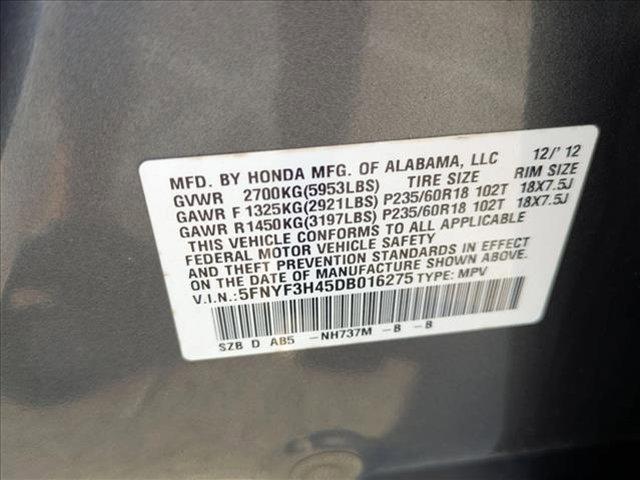 MFD. BY HONDA MFG. OF ALABAMA, LLC 12/'12
GVWR 2700KG(5953LBS) TIRE SIZE RIM SIZE
GAWR F 1325KG(2921LBS) P235/60R18 102T 18X7.5J
GAWR R 1450KG(3197LBS) P235/60R18 102T 18X7.5J
THIS VEHICLE CONFORMS TO ALL APPLICABLE
FEDERAL MOTOR VEHICLE SAFETY
AND THEFT PREVENTION STANDARDS IN EFFECT
ON THE DATE OF MANUFACTURE SHOWN ABOVE.
V.I.N.: 5FNYF3H45DB016275 TYPE: MPV
SZB D AB5 -NH737M -B -B